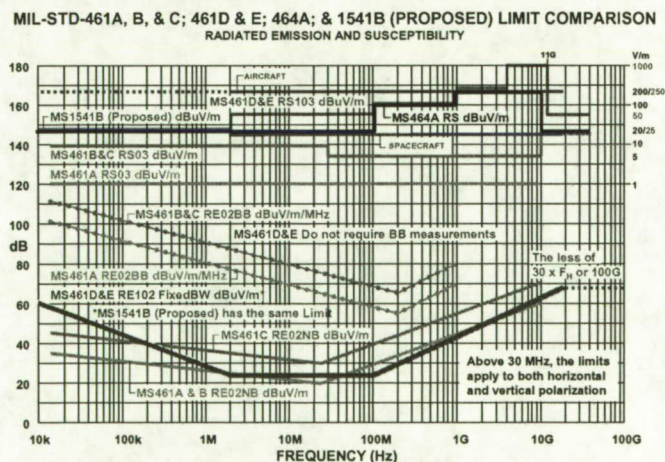 MIL-STD-461A, B, & C; 461D & E; 464A; & 1541B (PROPOSED) LIMIT COMPARISON
RADIATED EMISSION AND SUSCEPTIBILITY
11G
V/m
180
AIRCRAFT
1000
MS461D&E RS103 dBuV/m
200/250
160
100
MS1541B (Proposed) dBuV/m
MS464A RS dBuV/m
50
20/25
140
MS461B&C RS03 dBuV/m
SPACECRAFT
10
5
MS461A RS03 dBuV/m
120
1
MS461B&C RE02BB dBuV/m/MHz
100
MS461D&E Do not require BB measurements
dB
80
MS461A RE02BB dBuV/m/MHz
The less of
30 x FH or 100G
MS461D&E RE102 FixedBW dBuV/m*
60
*MS1541B (Proposed) has the same Limit
MS461C RE02NB dBuV/m
40
Above 30 MHz, the limits
apply to both horizontal
and vertical polarization
20
MS461A & B RE02NB dBuV/m
0
10k 100k 1M 10M 100M 1G 10G 100G
FREQUENCY (Hz)